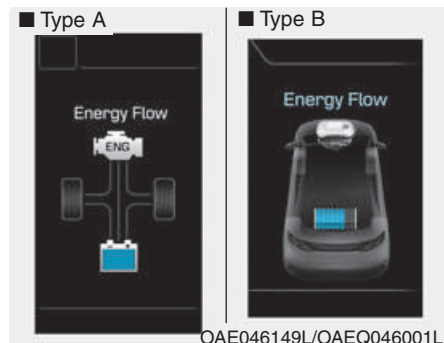 ■ Type A
■ Type B
Energy Flow
ENG
Energy Flow
OAE046149L/OAEQ046001L